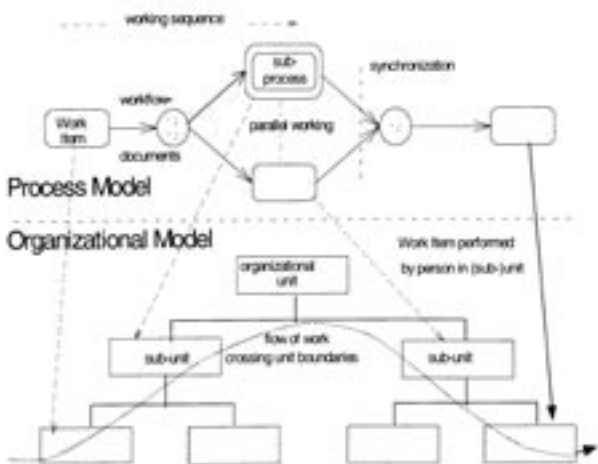 working sequence
sub-
process
synchronization
workflow-
Work
Item
parallel working
documents
Process Model
Organizational Model
Work Item performed
by person in (sub-)unit
organizational
unit
flow of work
crossing unit boundaries
sub-unit
sub-unit